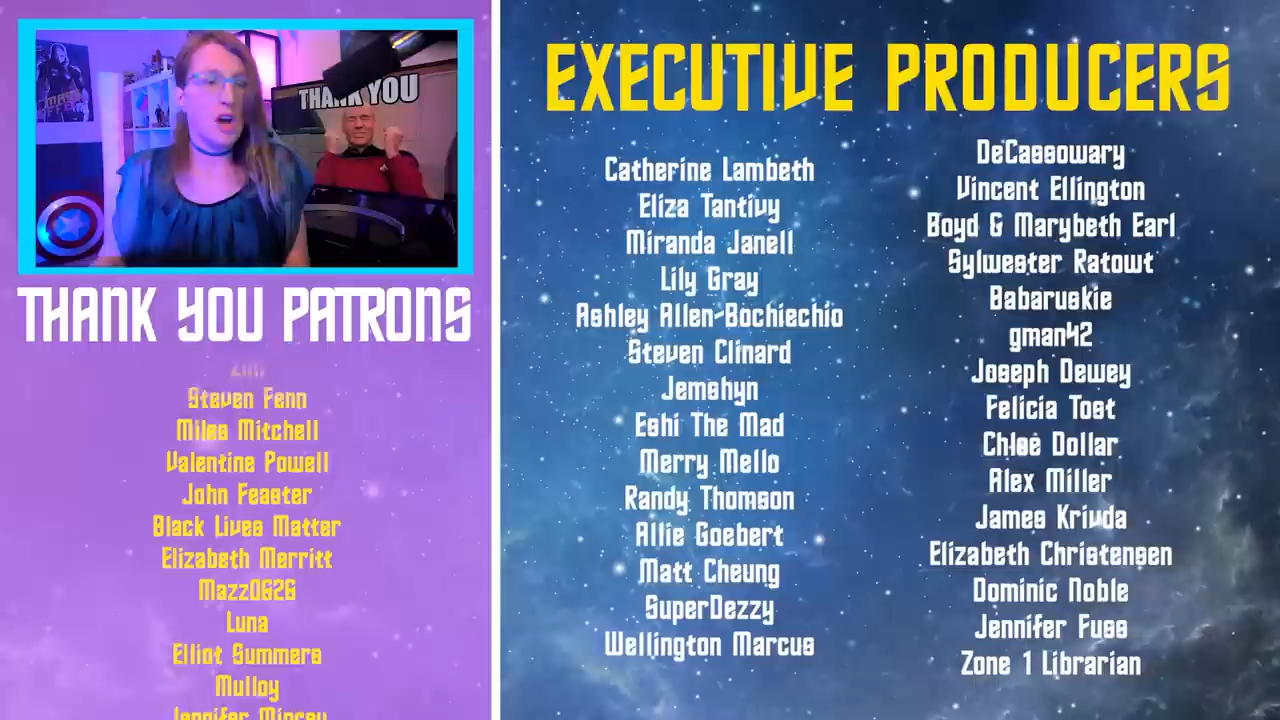 THANK YOU
THANK YOU PATRONS
Steven Fenn
Miles Mitchell
Valentine Powell
John Feaster
Black Lives Matter
Elizabeth Merritt
Mazz0626
Luna
Elliot Summers
Mulloy
EXECUTIVE PRODUCERS
Catherine Lambeth
Eliza Tantivy
Miranda Janell
Lily Gray
Ashley Allen-Bochiechio
Steven Clinard
Jemshyn
Eshi The Mad
Merry Mello
Randy Thomson
Allie Goebert
Matt Cheung
SuperDezzy
Wellington Marcus
DeCassowary
Vincent Ellington
Boyd & Marybeth Earl
Sylwester Ratowt
Babaruskie
gman42
Joseph Dewey
Felicia Tost
Chloè Dollar
Alex Miller
James Krivda
Elizabeth Christensen
Dominic Noble
Jennifer Fuss
Zone 1 Librarian